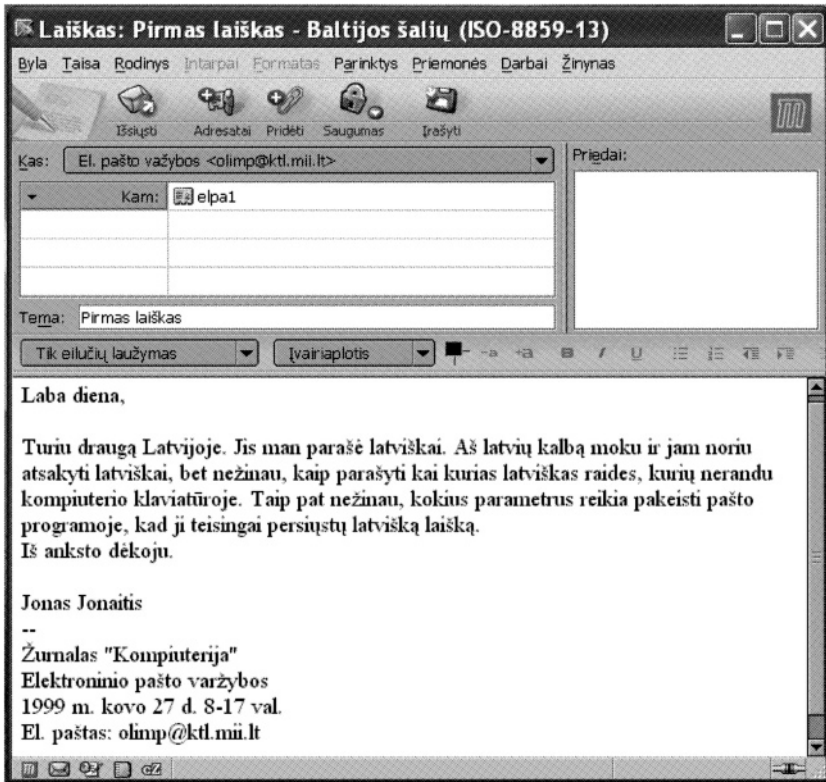 Laiškas: Pirmas laiškas - Baltijos šalių (ISO-8859-13)
Byla Taisa Rodinys Intarpai Formatas Parinktys Priemonės Darbai Žinynas
Išsiųsti Adresatai Pridėti Saugumas Įrašyti
Kas: El. pašto važybos <olimp@ktl.mii.lt> Priedai:
Kam: elpa1
Tema: Pirmas laiškas
Tik eilučių laužymas Įvairiaplotis -a +a B I U
Laba diena,
Turiu draugą Latvijoje. Jis man parašė latviškai. Aš latvių kalbą moku ir jam noriu
atsakyti latviškai, bet nežinau, kaip parašyti kai kurias latviškas raides, kurių nerandu
kompiuterio klaviatūroje. Taip pat nežinau, kokius parametrus reikia pakeisti pašto
programoje, kad ji teisingai persiųstų latvišką laišką.
Iš anksto dėkoju.
Jonas Jonaitis
--
Žurnalas "Kompiuterija"
Elektroninio pašto varžybos
1999 m. kovo 27 d. 8-17 val.
El. paštas: olimp@ktl.mii.lt